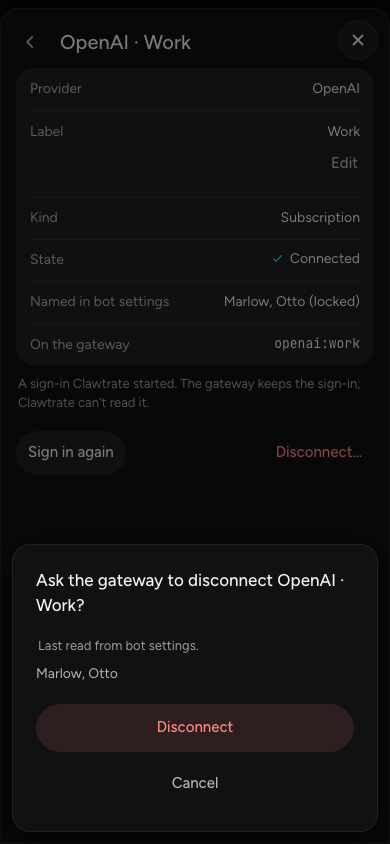 OpenAI · Work
Provider OpenAI
Label Work
Edit
Kind Subscription
State Connected
Named in bot settings Marlow, Otto (locked)
On the gateway openai:work
A sign-in Clawtrate started. The gateway keeps the sign-in;
Clawtrate can't read it.
Sign in again Disconnect...
Ask the gateway to disconnect OpenAI ·
Work?
Last read from bot settings.
Marlow, Otto
Disconnect
Cancel